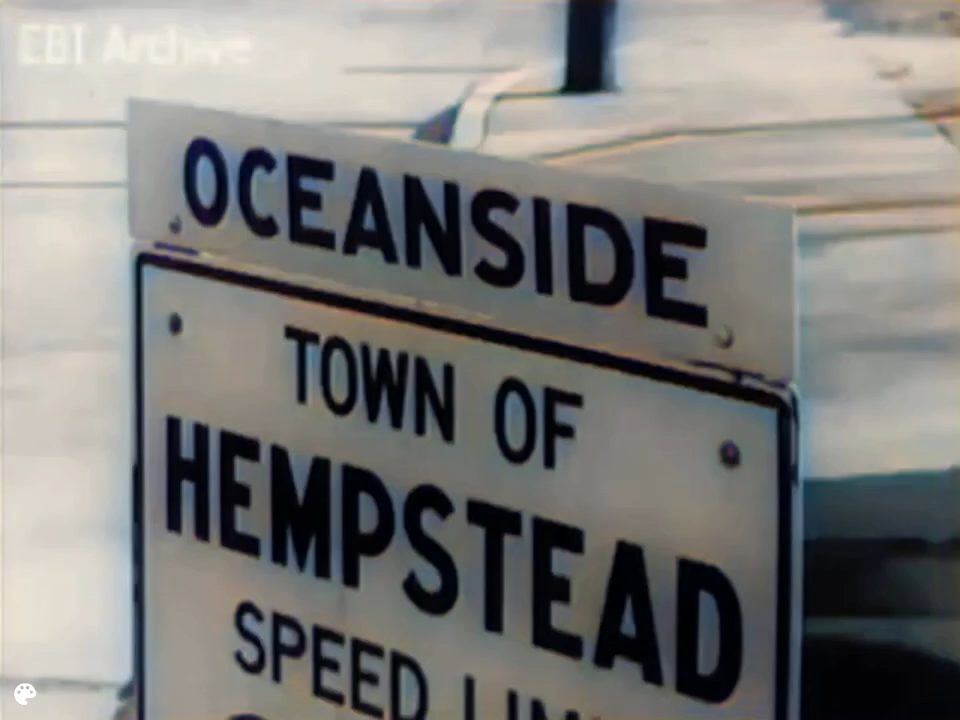 EBI Archive
OCEANSIDE
TOWN OF
HEMPSTEAD
SPEED